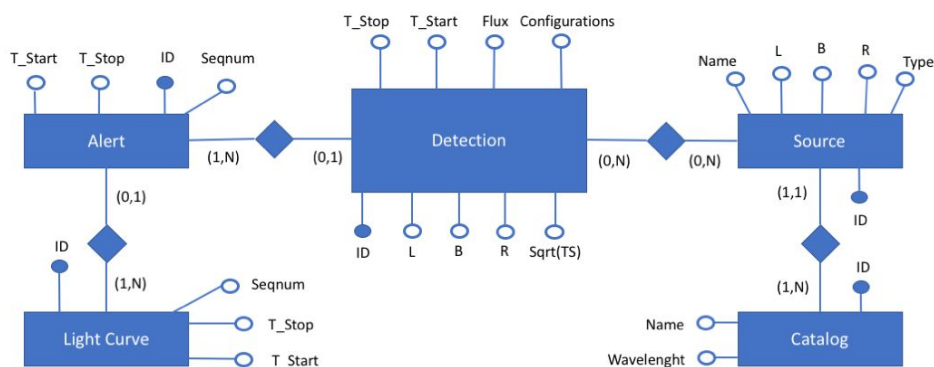 T_Stop T_Start Flux Configurations
T_Start T_Stop ID Seqnum
Name L B R Type
Alert
Detection
Source
(1,N) (0,1) (0,N) (0,N)
(0,1)
(1,1)
ID L B R Sqrt(TS)
ID
ID
ID
(1,N)
(1,N)
Seqnum
T_Stop
T_Start
Light Curve
Name
Wavelenght
Catalog